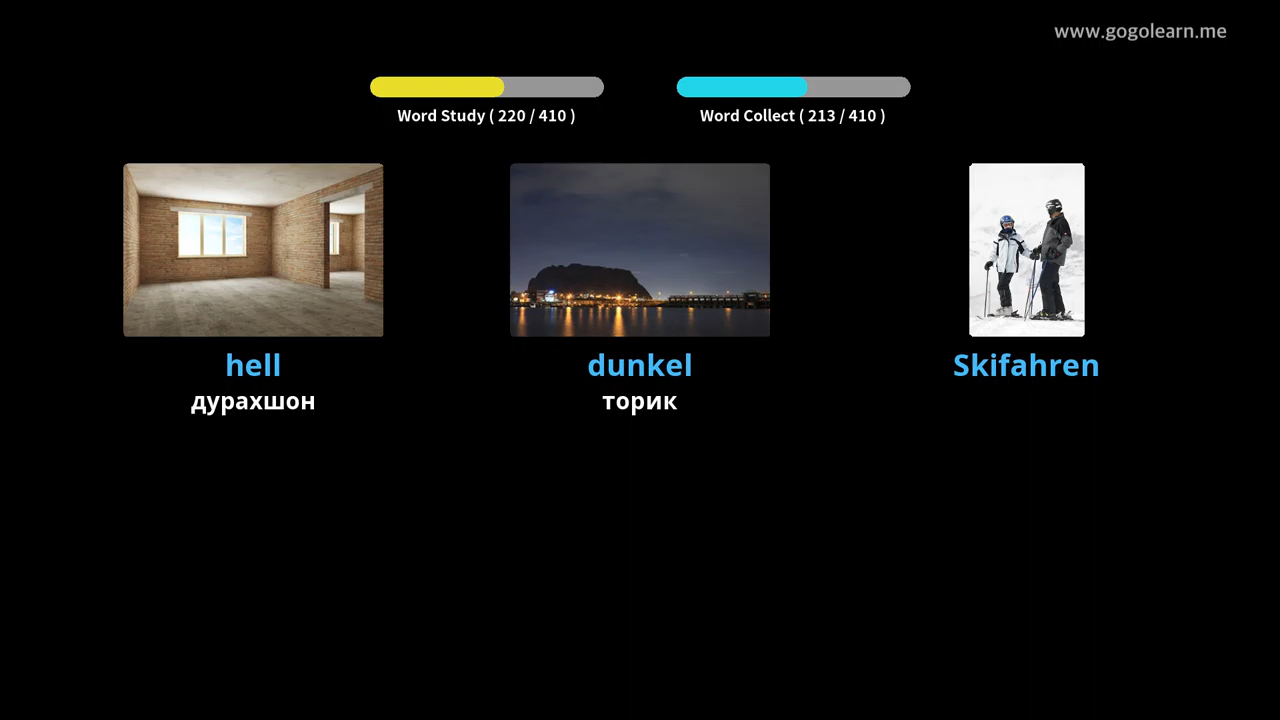 www.gogolearn.me
Word Study ( 220 / 410 )
Word Collect ( 213 / 410 )
hell
dunkel
Skifahren
дурахшон
торик